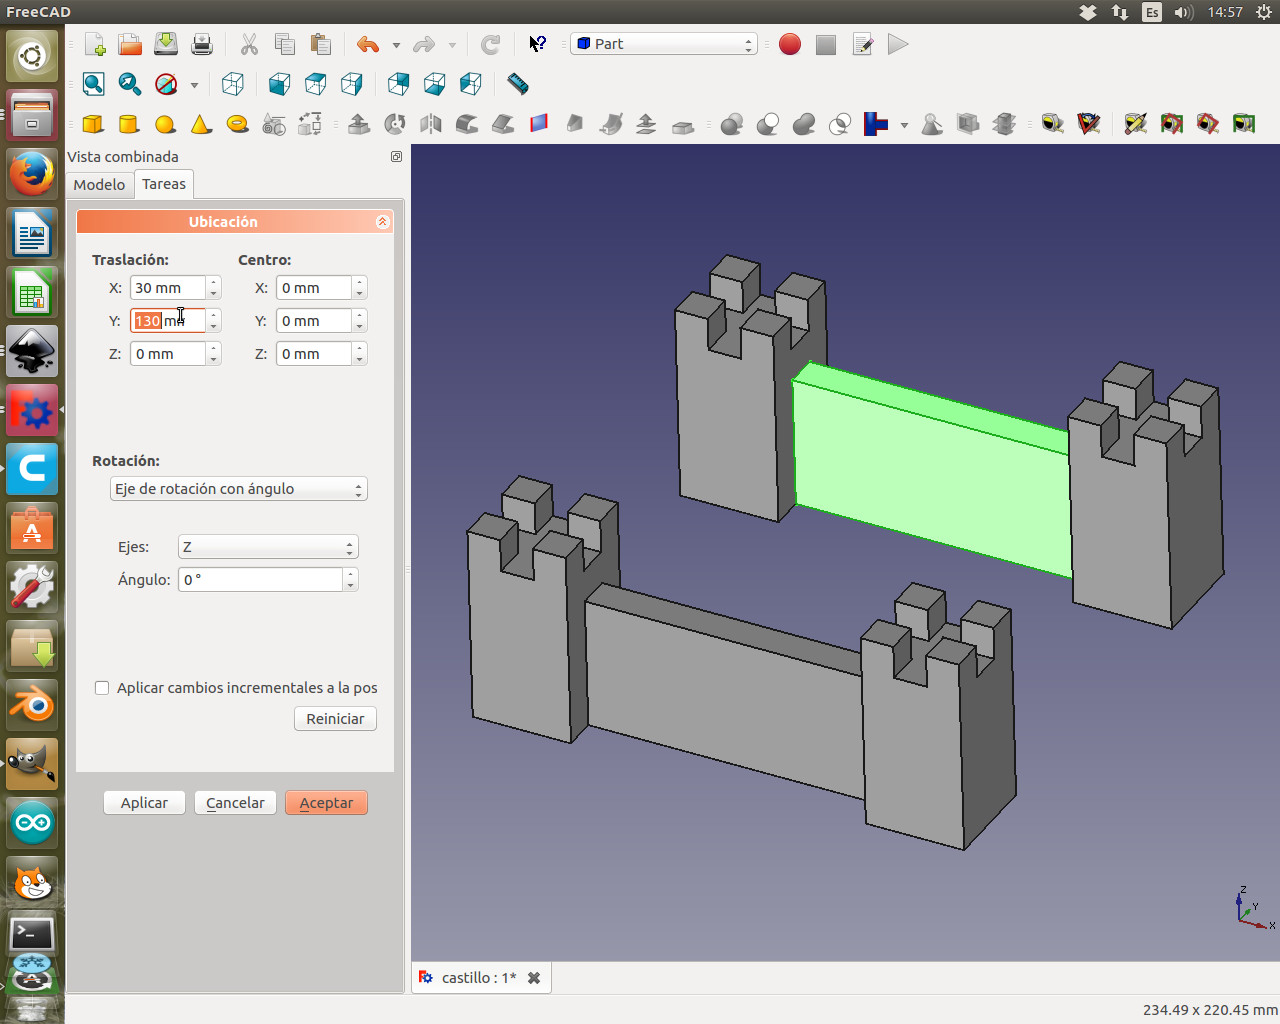 FreeCAD
Es
14:57
Part
Vista combinada
Modelo
Tareas
Ubicación
Traslación:
Centro:
X:
30 mm
X:
0 mm
Y:
130
Y:
0 mm
Z:
0 mm
Z:
0 mm
Rotación:
Eje de rotación con ángulo
Ejes:
Z
Ángulo:
0 °
Aplicar cambios incrementales a la pos
Reiniciar
Aplicar
Cancelar
Aceptar
Z
Y
X
castillo : 1*
234.49 x 220.45 mm